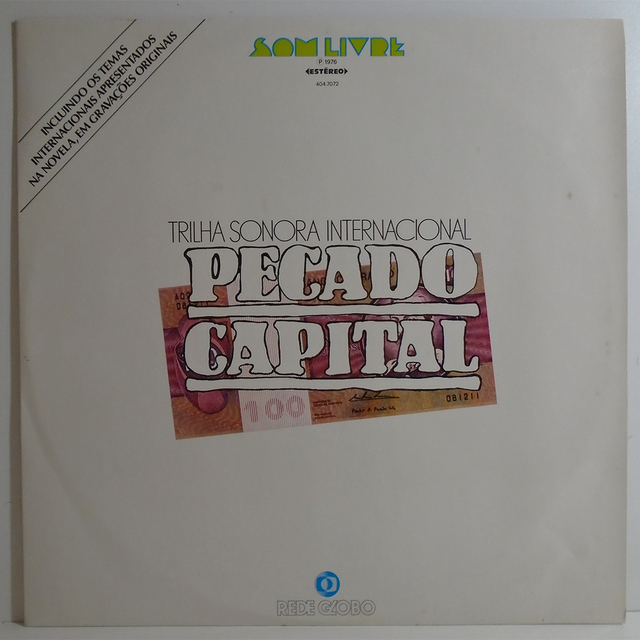 SOM LIVRE
P 1976
ESTÉREO
404.7072
INCLUINDO OS TEMAS
INTERNACIONAIS APRESENTADOS
NA NOVELA, EM GRAVAÇÕES ORIGINAIS
TRILHA SONORA INTERNACIONAL
PECADO
CAPITAL
100
081211
REDE GLOBO